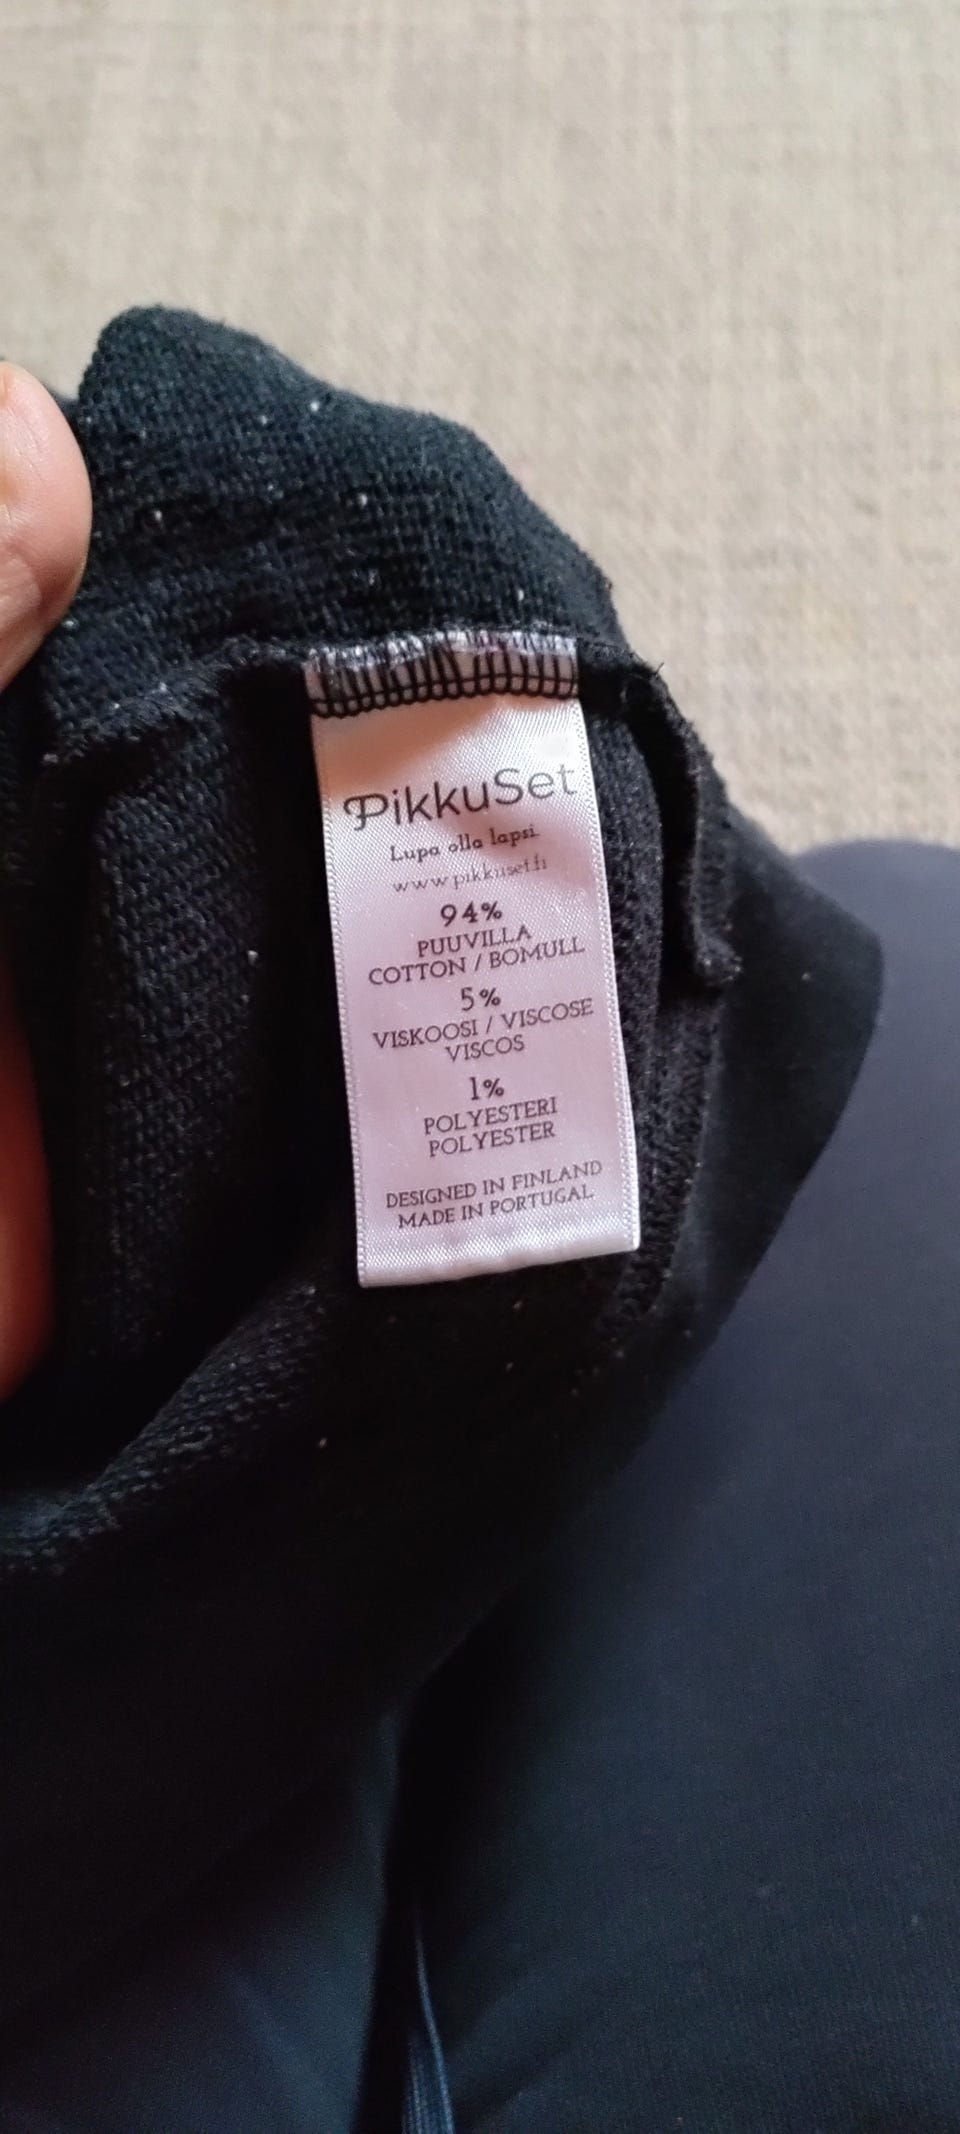 PikkuSet
Lupa olla lapsi.
www.pikkuset.fi
94%
PUUVILLA
COTTON / BOMULL
5%
VISKOOSI / VISCOSE
VISCOS
1%
POLYESTERI
POLYESTER
DESIGNED IN FINLAND
MADE IN PORTUGAL